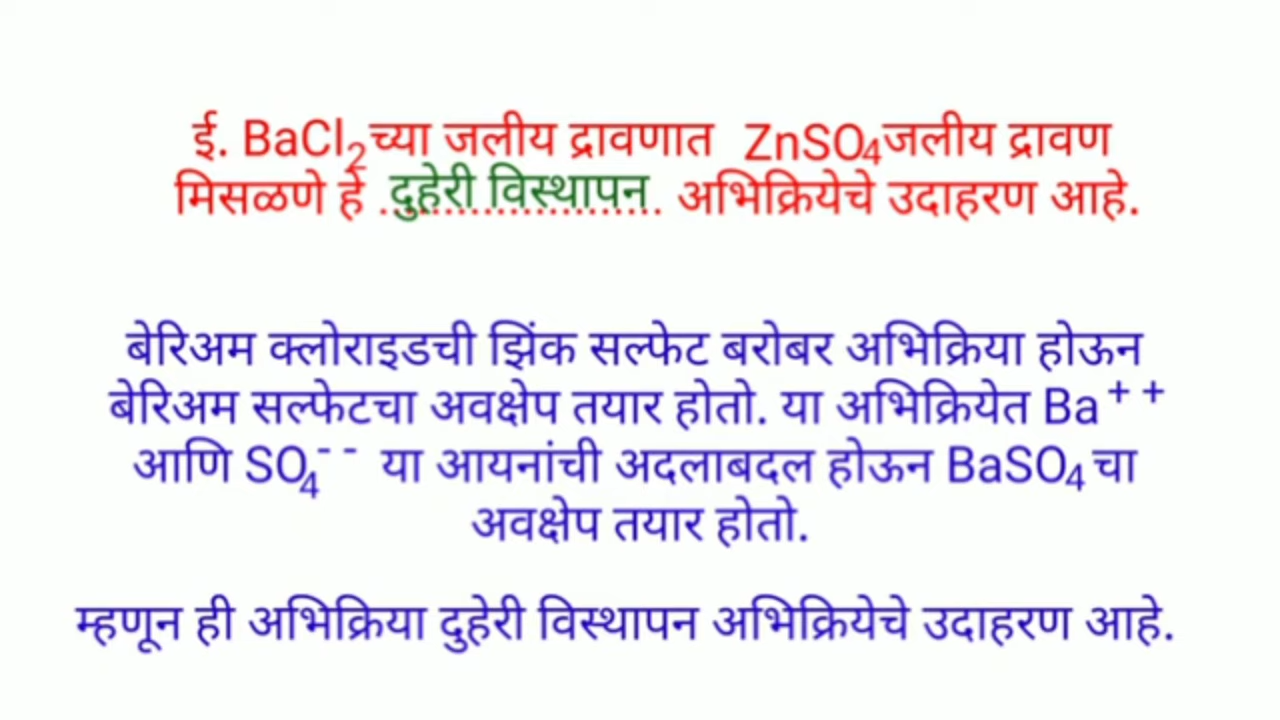 ई. BaCl₂च्या जलीय द्रावणात ZnSO₄जलीय द्रावण
मिसळणे हे .दुहेरी विस्थापन. अभिक्रियेचे उदाहरण आहे.
बेरिअम क्लोराइडची झिंक सल्फेट बरोबर अभिक्रिया होऊन
बेरिअम सल्फेटचा अवक्षेप तयार होतो. या अभिक्रियेत Ba⁺⁺
आणि SO₄⁻⁻ या आयनांची अदलाबदल होऊन BaSO₄चा
अवक्षेप तयार होतो.
म्हणून ही अभिक्रिया दुहेरी विस्थापन अभिक्रियेचे उदाहरण आहे.